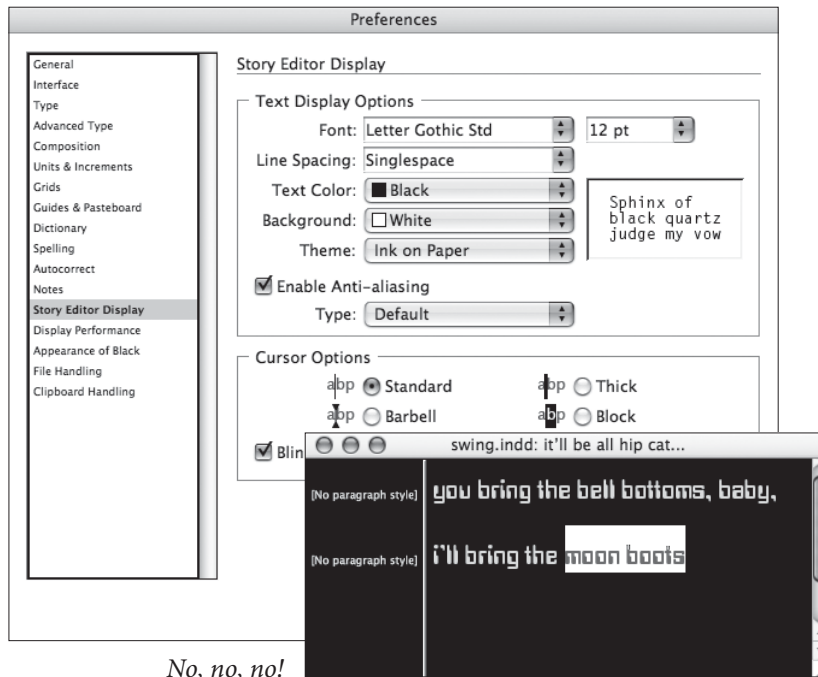 Preferences
General
Interface
Type
Advanced Type
Composition
Units & Increments
Grids
Guides & Pasteboard
Dictionary
Spelling
Autocorrect
Notes
Story Editor Display
Display Performance
Appearance of Black
File Handling
Clipboard Handling
Story Editor Display
Text Display Options
Font: Letter Gothic Std 12 pt
Line Spacing: Singlespace
Text Color: Black
Background: White
Theme: Ink on Paper
Sphinx of
black quartz
judge my vow
Enable Anti-aliasing
Type: Default
Cursor Options
abp Standard abp Thick
abp Barbell abp Block
Blin
swing.indd: it'll be all hip cat...
[No paragraph style] you bring the bell bottoms, baby,
[No paragraph style] i'll bring the moon boots
No, no, no!